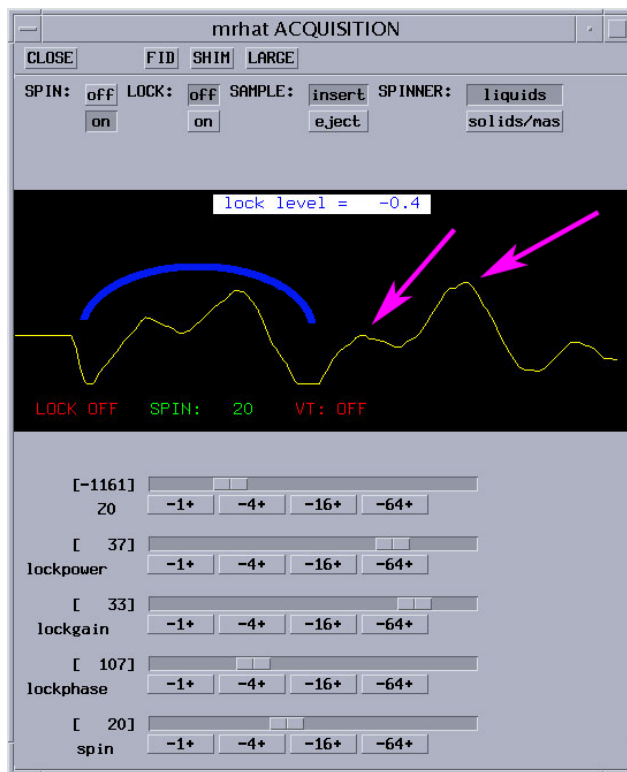 mrhat ACQUISITION
CLOSE FID SHIM LARGE
SPIN: off LOCK: off SAMPLE: insert SPINNER: liquids
on on eject solids/mas
lock level = -0.4
LOCK OFF SPIN: 20 VT: OFF
[-1161]
Z0 -1+ -4+ -16+ -64+
[ 37]
lockpower -1+ -4+ -16+ -64+
[ 33]
lockgain -1+ -4+ -16+ -64+
[ 107]
lockphase -1+ -4+ -16+ -64+
[ 20]
spin -1+ -4+ -16+ -64+